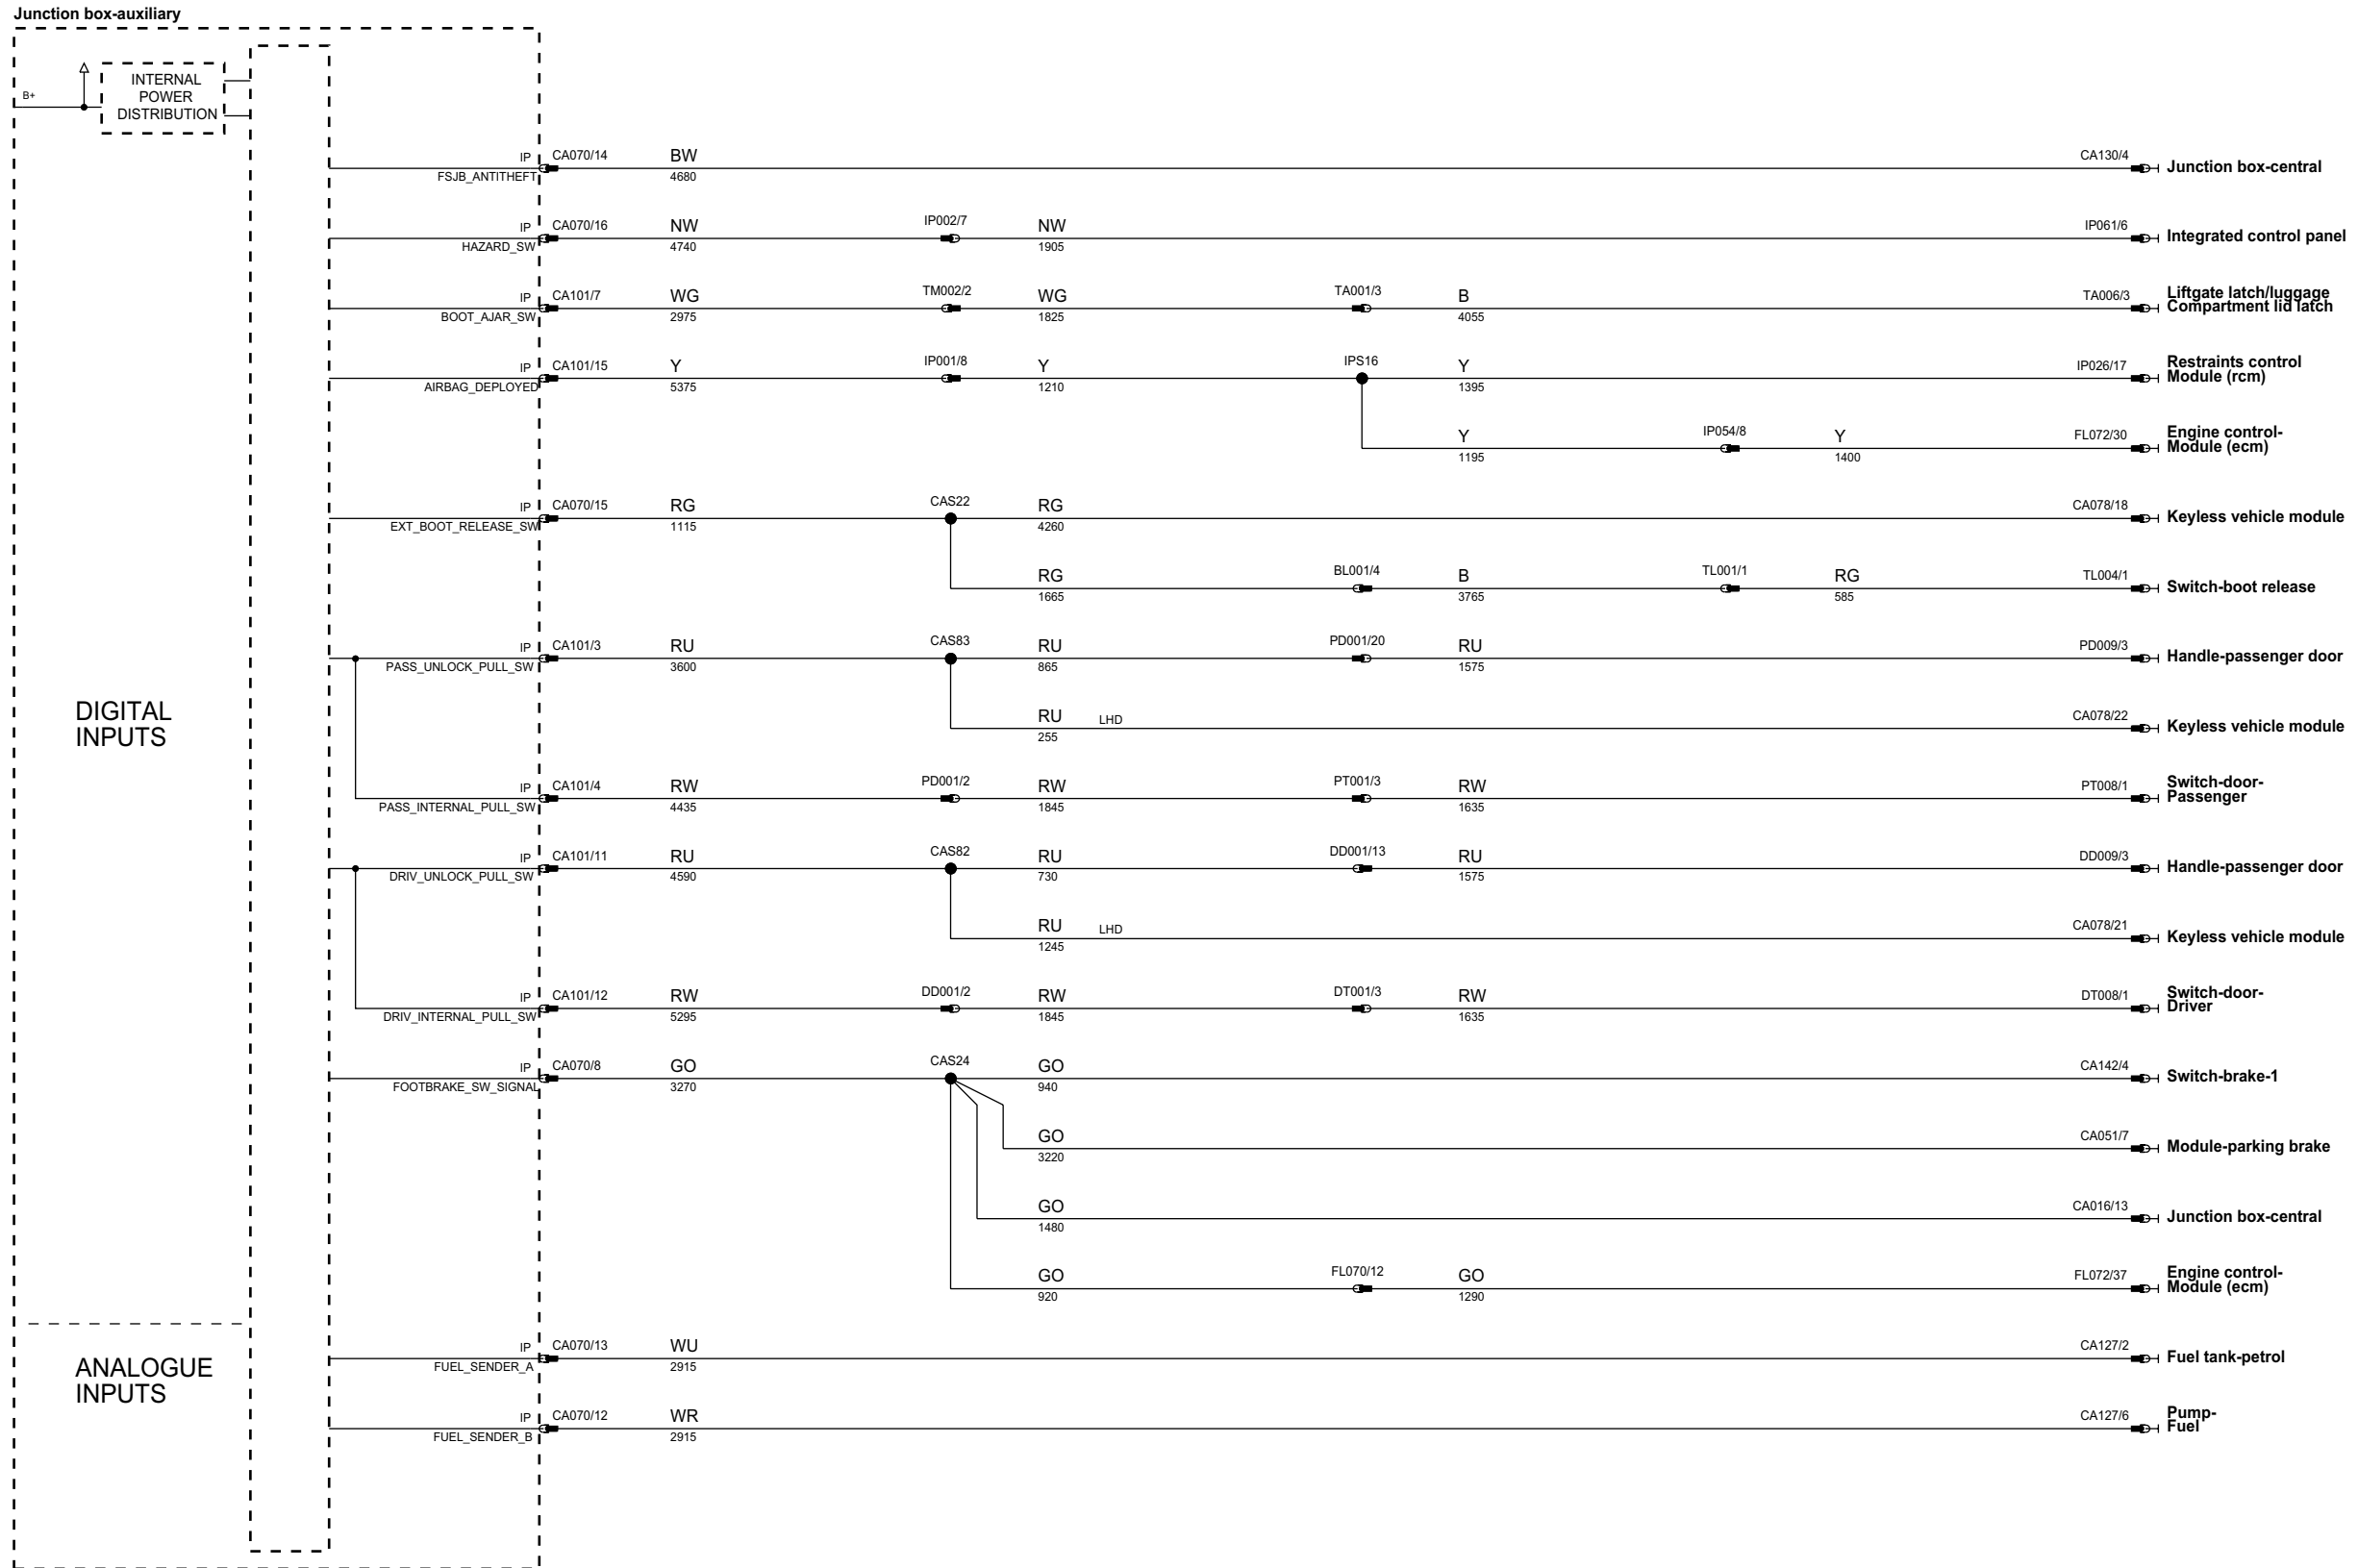 Junction box-auxiliary
B+
INTERNAL
POWER
DISTRIBUTION
IP CA070/14 BW CA130/4 Junction box-central
FSJB_ANTITHEFT 4680
IP CA070/16 NW IP002/7 NW IP061/6 Integrated control panel
HAZARD_SW 4740 1905
IP CA101/7 WG TM002/2 WG TA001/3 B TA006/3 Liftgate latch/luggage
Compartment lid latch
BOOT_AJAR_SW 2975 1825 4055
IP CA101/15 Y IP001/8 Y IPS16 Y IP026/17 Restraints control
Module (rcm)
AIRBAG_DEPLOYED 5375 1210 1395
Y IP054/8 Y FL072/30 Engine control-
Module (ecm)
1195 1400
IP CA070/15 RG CAS22 RG CA078/18 Keyless vehicle module
EXT_BOOT_RELEASE_SW 1115 4260
RG BL001/4 B TL001/1 RG TL004/1 Switch-boot release
1665 3765 585
IP CA101/3 RU CAS83 RU PD001/20 RU PD009/3 Handle-passenger door
PASS_UNLOCK_PULL_SW 3600 865 1575
DIGITAL
INPUTS
RU LHD CA078/22 Keyless vehicle module
255
IP CA101/4 RW PD001/2 RW PT001/3 RW PT008/1 Switch-door-
Passenger
PASS_INTERNAL_PULL_SW 4435 1845 1635
IP CA101/11 RU CAS82 RU DD001/13 RU DD009/3 Handle-passenger door
DRIV_UNLOCK_PULL_SW 4590 730 1575
RU LHD CA078/21 Keyless vehicle module
1245
IP CA101/12 RW DD001/2 RW DT001/3 RW DT008/1 Switch-door-
Driver
DRIV_INTERNAL_PULL_SW 5295 1845 1635
IP CA070/8 GO CAS24 GO CA142/4 Switch-brake-1
FOOTBRAKE_SW_SIGNAL 3270 940
GO CA051/7 Module-parking brake
3220
GO CA016/13 Junction box-central
1480
GO FL070/12 GO FL072/37 Engine control-
Module (ecm)
920 1290
ANALOGUE
INPUTS
IP CA070/13 WU CA127/2 Fuel tank-petrol
FUEL_SENDER_A 2915
IP CA070/12 WR CA127/6 Pump-
Fuel
FUEL_SENDER_B 2915